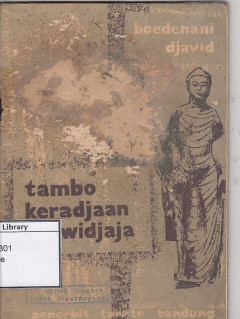 boedenani
djavid
tambo
keradjaan
widjaja
Library
801
e
penerbit tarate bandung